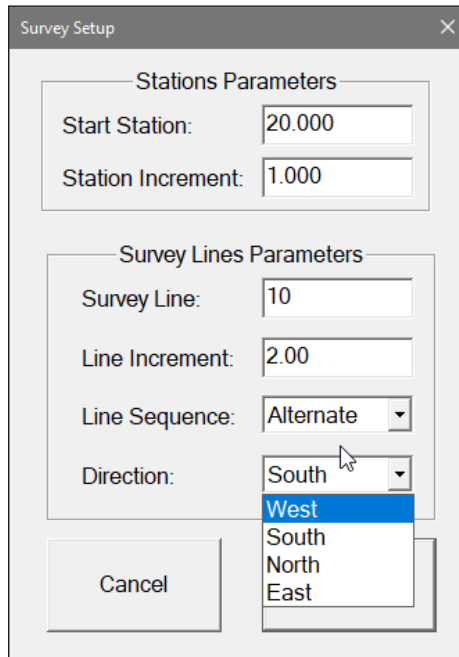 Survey Setup
Stations Parameters
Start Station: 20.000
Station Increment: 1.000
Survey Lines Parameters
Survey Line: 10
Line Increment: 2.00
Line Sequence: Alternate
Direction: South
West
South
North
East
Cancel